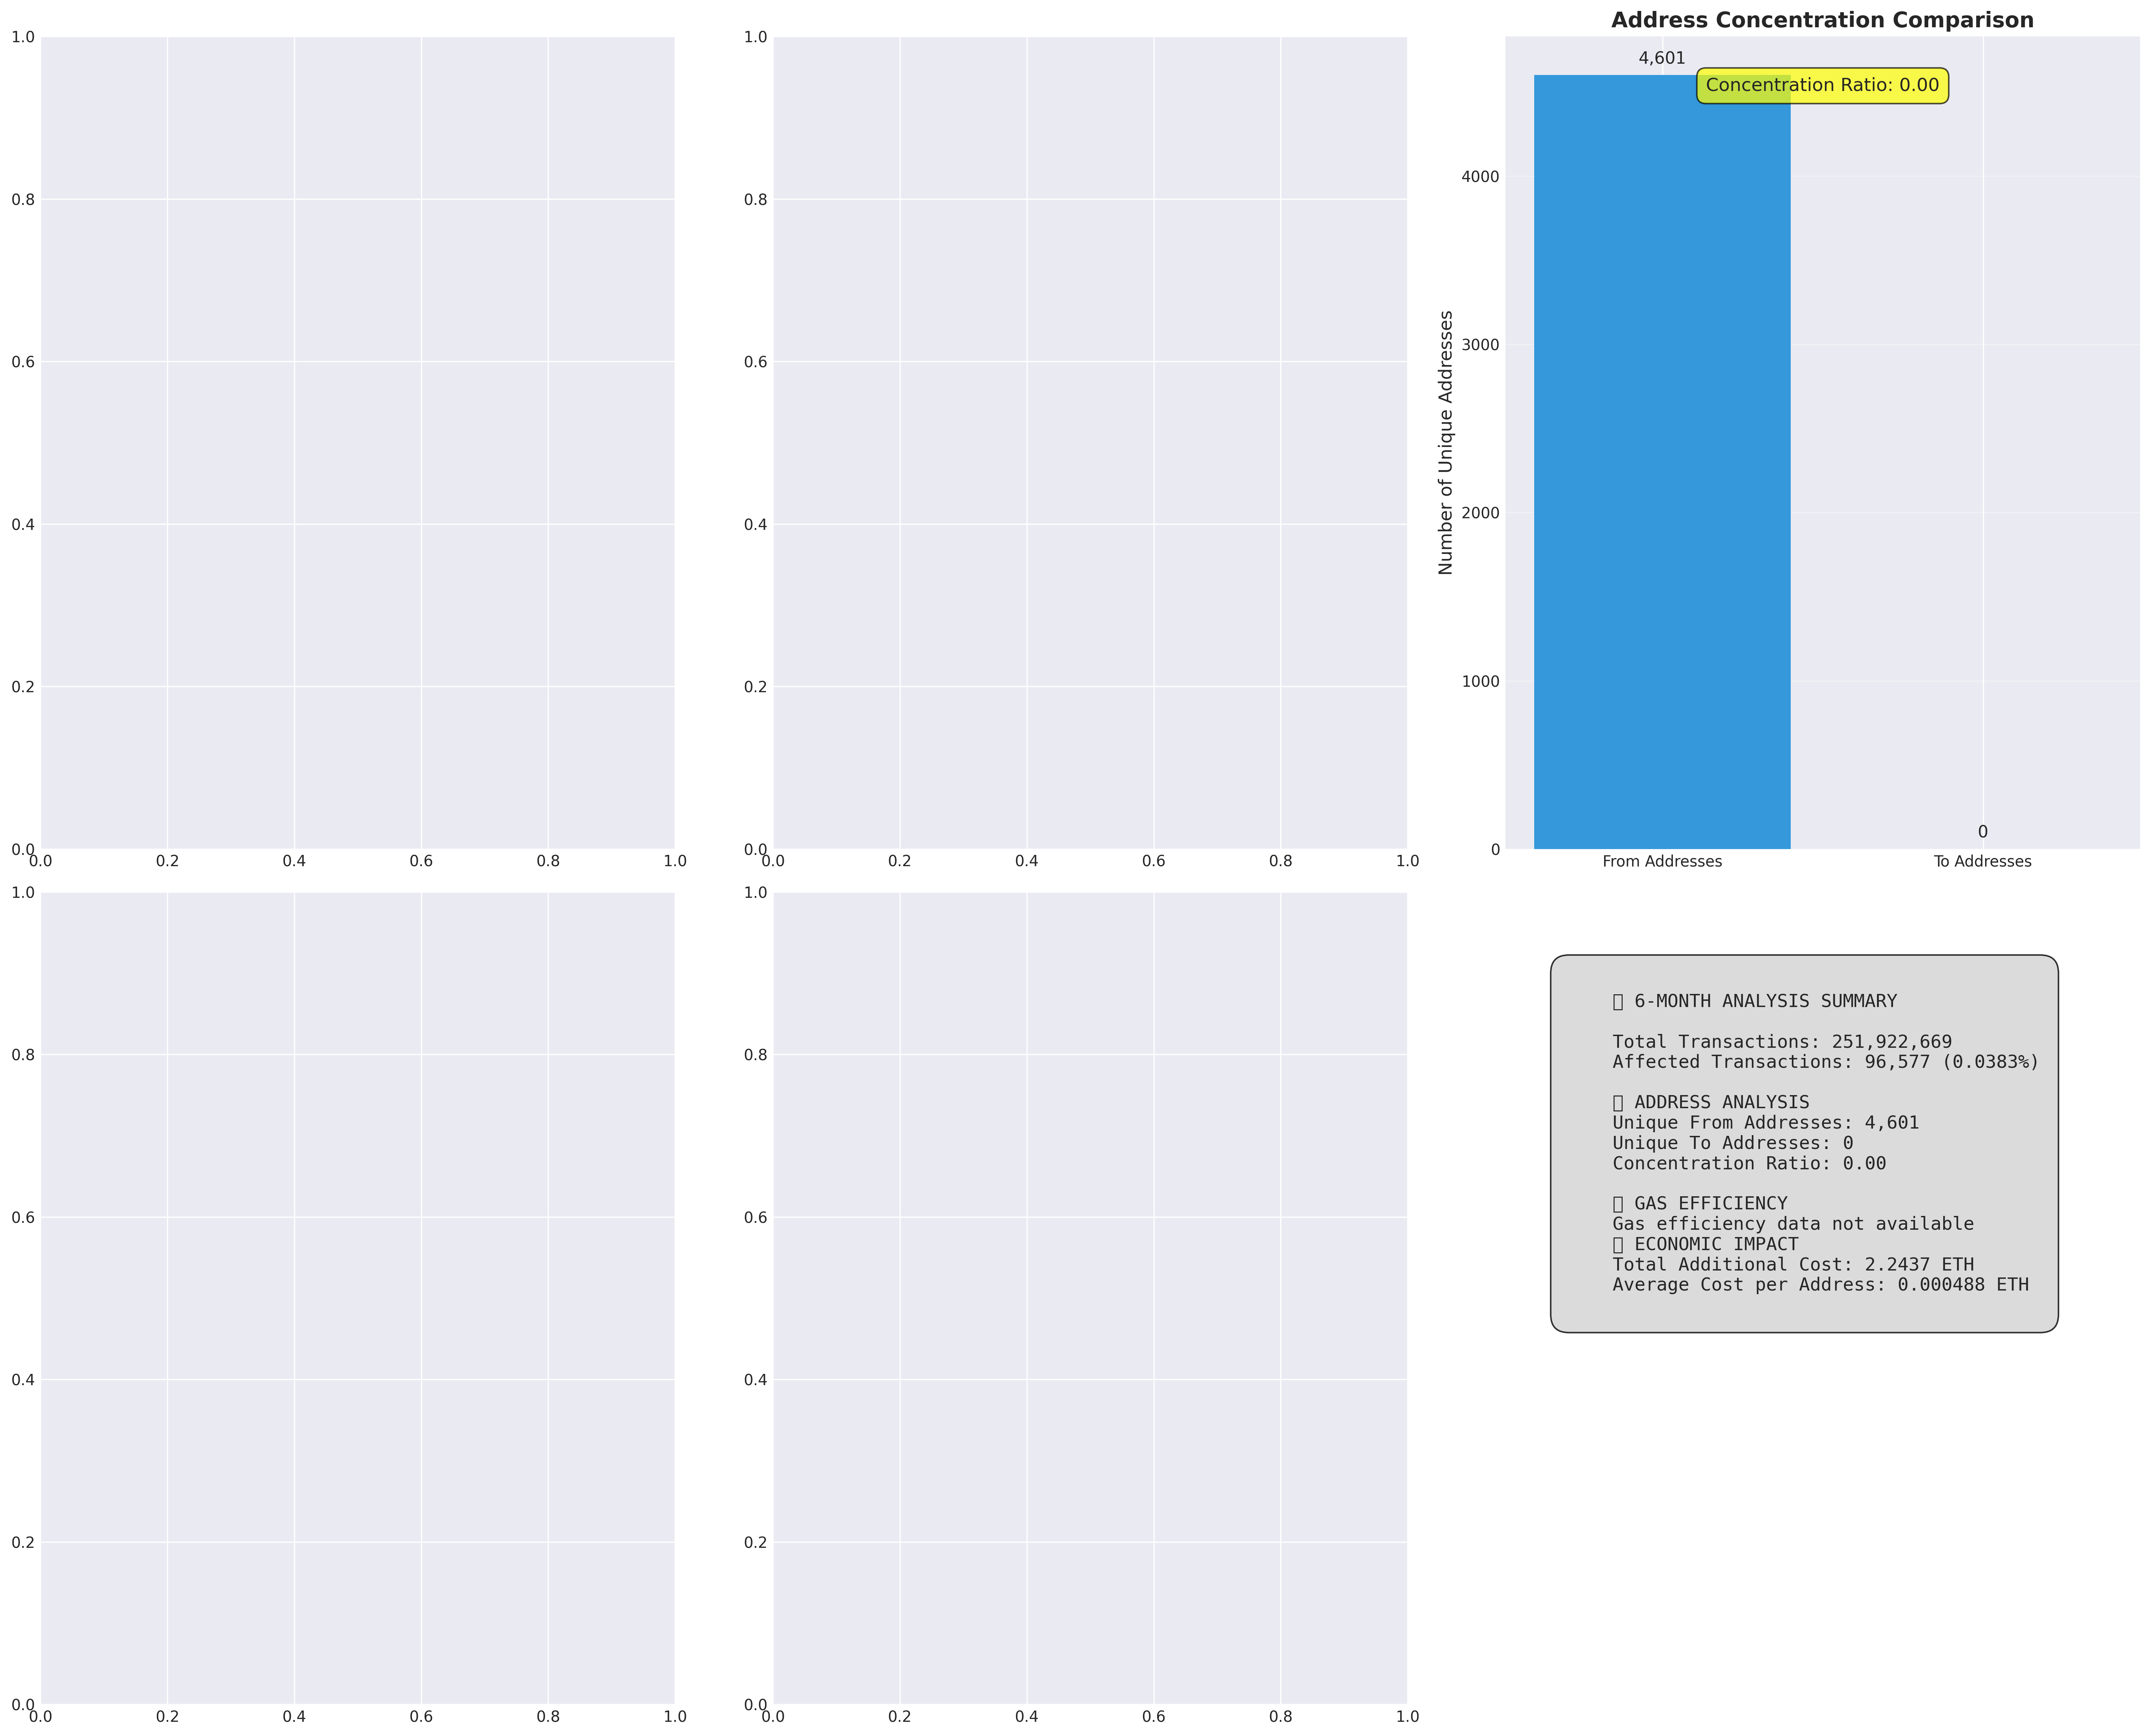 1.0
0.8
0.6
0.4
0.2
0.0
0.0 0.2 0.4 0.6 0.8 1.0
1.0
0.8
0.6
0.4
0.2
0.0
0.0 0.2 0.4 0.6 0.8 1.0
Address Concentration Comparison
4,601
Concentration Ratio: 0.00
Number of Unique Addresses
4000
3000
2000
1000
0
0
From Addresses To Addresses
1.0
0.8
0.6
0.4
0.2
0.0
0.0 0.2 0.4 0.6 0.8 1.0
1.0
0.8
0.6
0.4
0.2
0.0
0.0 0.2 0.4 0.6 0.8 1.0
6-MONTH ANALYSIS SUMMARY
Total Transactions: 251,922,669
Affected Transactions: 96,577 (0.0383%)
ADDRESS ANALYSIS
Unique From Addresses: 4,601
Unique To Addresses: 0
Concentration Ratio: 0.00
GAS EFFICIENCY
Gas efficiency data not available
ECONOMIC IMPACT
Total Additional Cost: 2.2437 ETH
Average Cost per Address: 0.000488 ETH